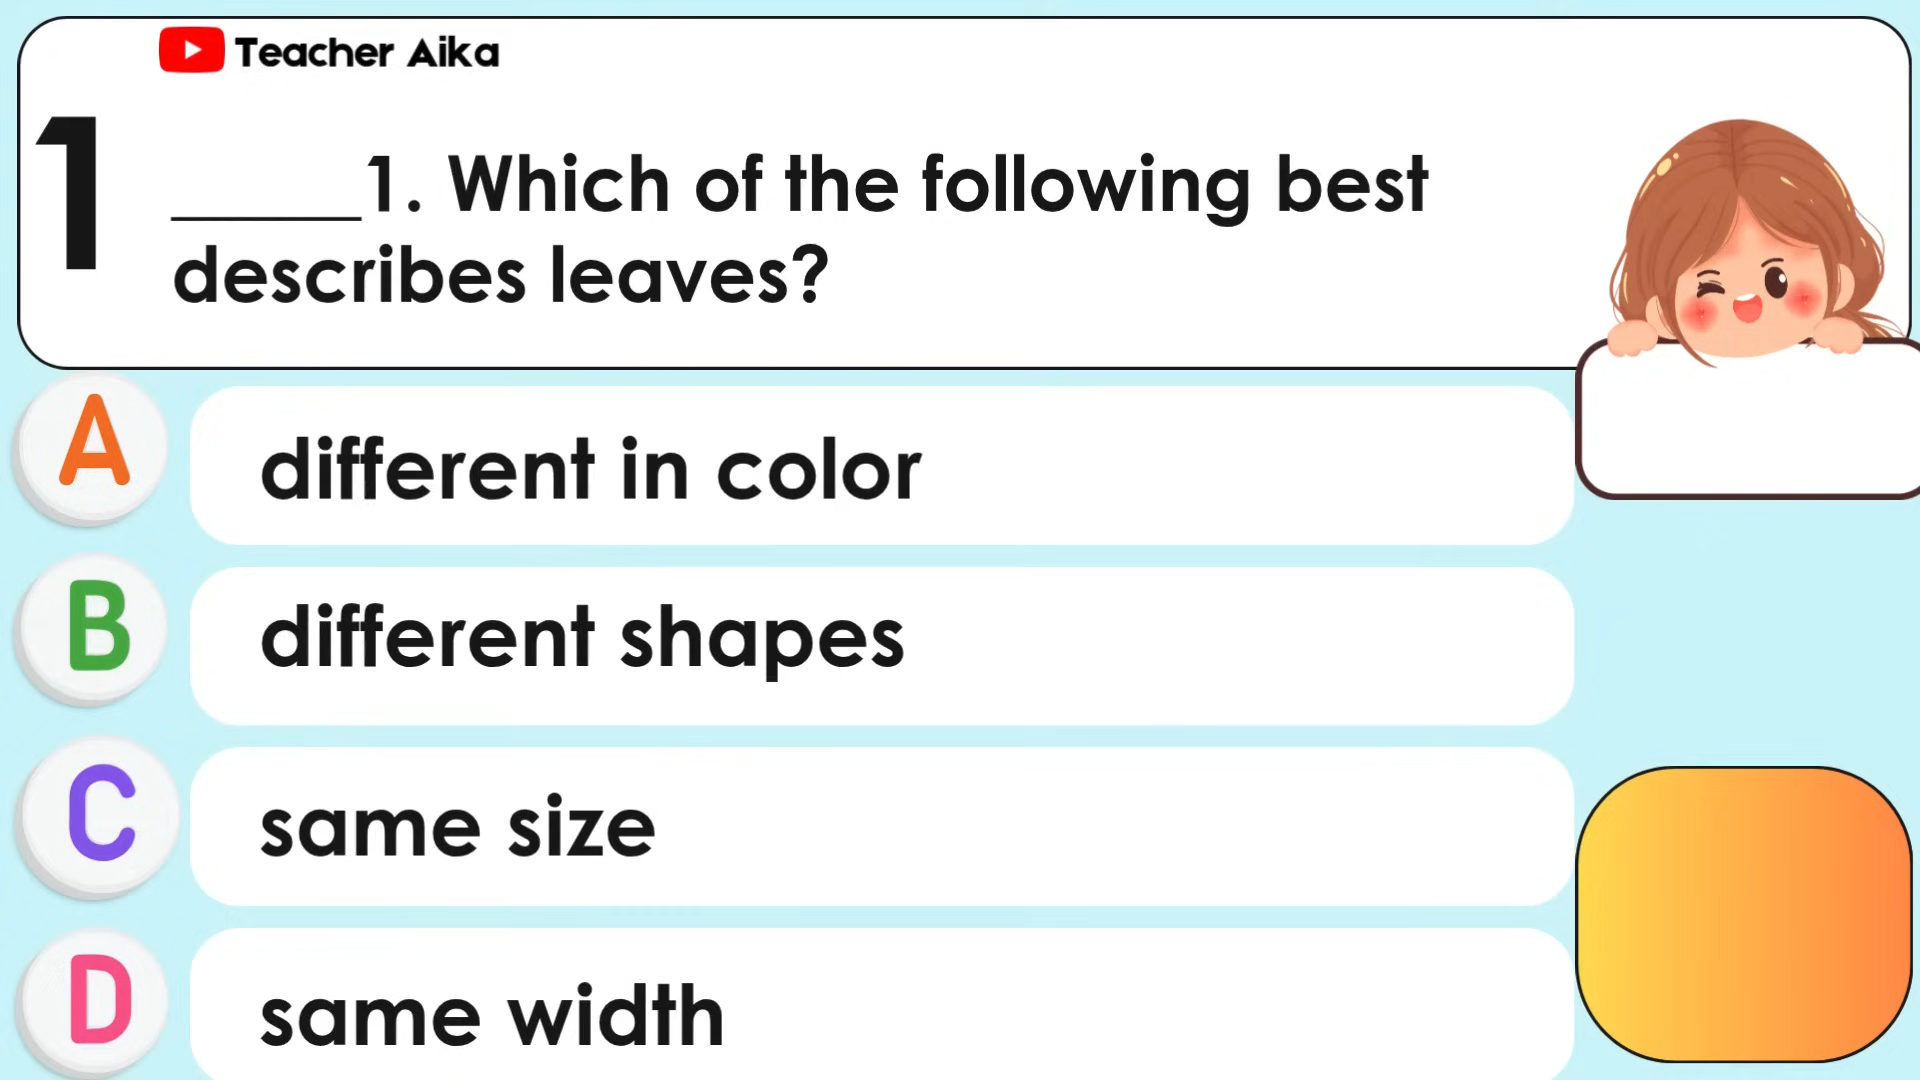 Teacher Aika
1
_____1. Which of the following best
describes leaves?
A
different in color
B
different shapes
C
same size
D
same width